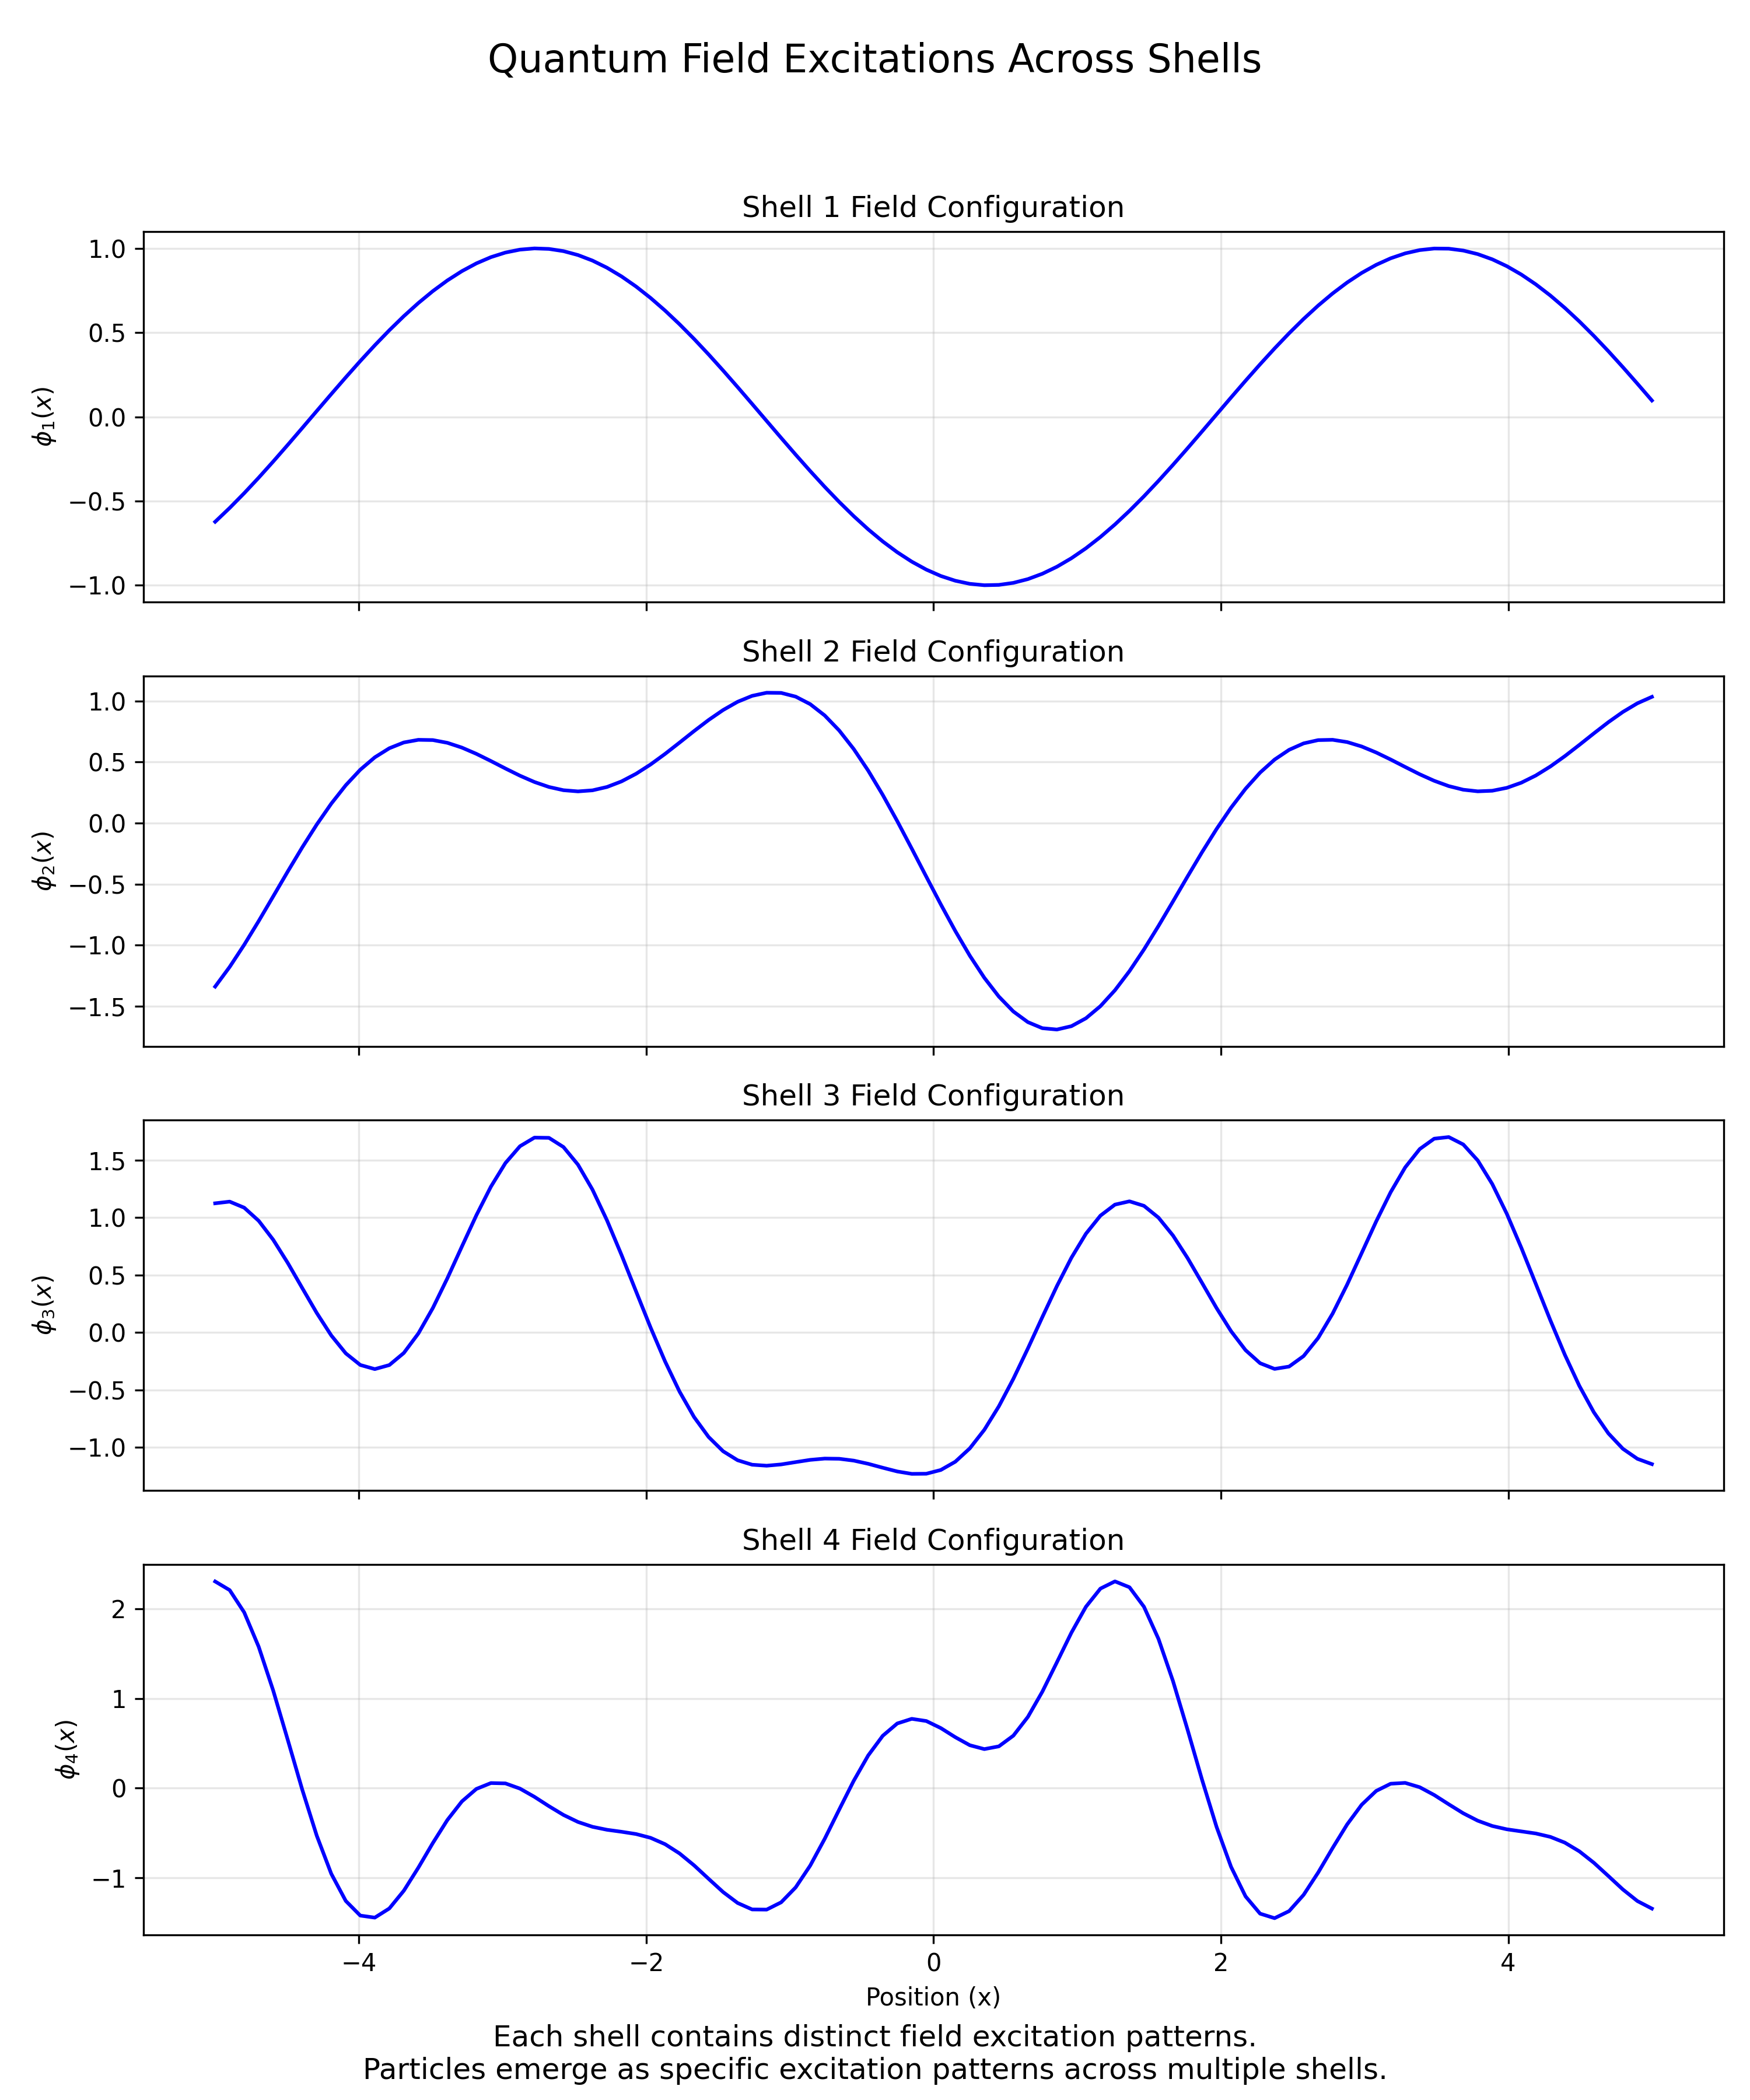 Quantum Field Excitations Across Shells
Shell 1 Field Configuration
1.0
0.5
0.0
−0.5
−1.0
ϕ₁(x)
Shell 2 Field Configuration
1.0
0.5
0.0
−0.5
−1.0
−1.5
ϕ₂(x)
Shell 3 Field Configuration
1.5
1.0
0.5
0.0
−0.5
−1.0
ϕ₃(x)
Shell 4 Field Configuration
2
1
0
−1
ϕ₄(x)
−4 −2 0 2 4
Position (x)
Each shell contains distinct field excitation patterns.
Particles emerge as specific excitation patterns across multiple shells.